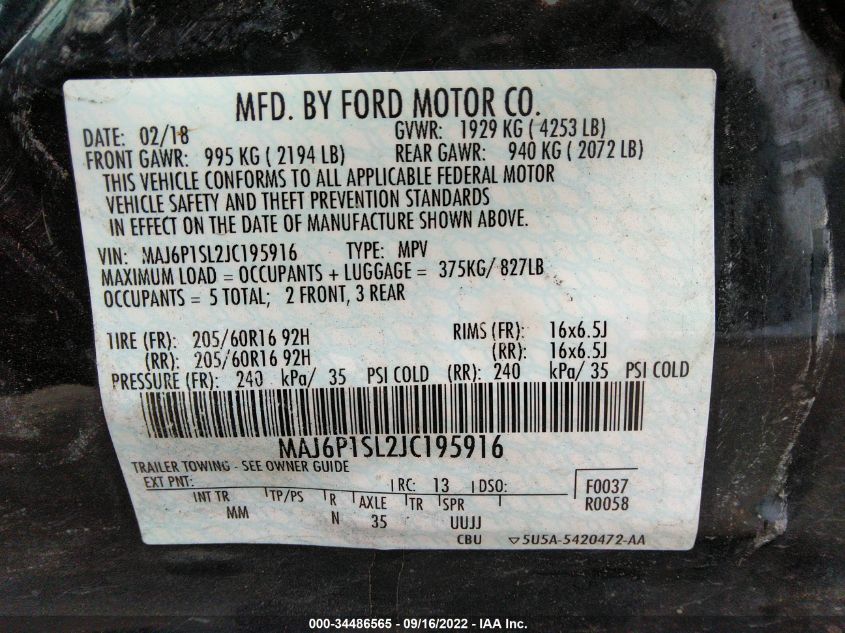 MFD. BY FORD MOTOR CO.
DATE: 02/18 GVWR: 1929 KG ( 4253 LB)
FRONT GAWR: 995 KG ( 2194 LB) REAR GAWR: 940 KG ( 2072 LB)
THIS VEHICLE CONFORMS TO ALL APPLICABLE FEDERAL MOTOR
VEHICLE SAFETY AND THEFT PREVENTION STANDARDS
IN EFFECT ON THE DATE OF MANUFACTURE SHOWN ABOVE.
VIN: MAJ6P1SL2JC195916 TYPE: MPV
MAXIMUM LOAD = OCCUPANTS + LUGGAGE = 375KG/ 827LB
OCCUPANTS = 5 TOTAL; 2 FRONT, 3 REAR
TIRE (FR): 205/60R16 92H RIMS (FR): 16x6.5J
(RR): 205/60R16 92H (RR): 16x6.5J
PRESSURE (FR): 240 kPa/ 35 PSI COLD (RR): 240 kPa/ 35 PSI COLD
MAJ6P1SL2JC195916
TRAILER TOWING - SEE OWNER GUIDE
EXT PNT: RC: 13 DSO: F0037
R0058
INT TR TP/PS R AXLE TR SPR
MM N 35 UUJJ
CBU ▽5U5A-5420472-AA
000-34486565 - 09/16/2022 - IAA Inc.